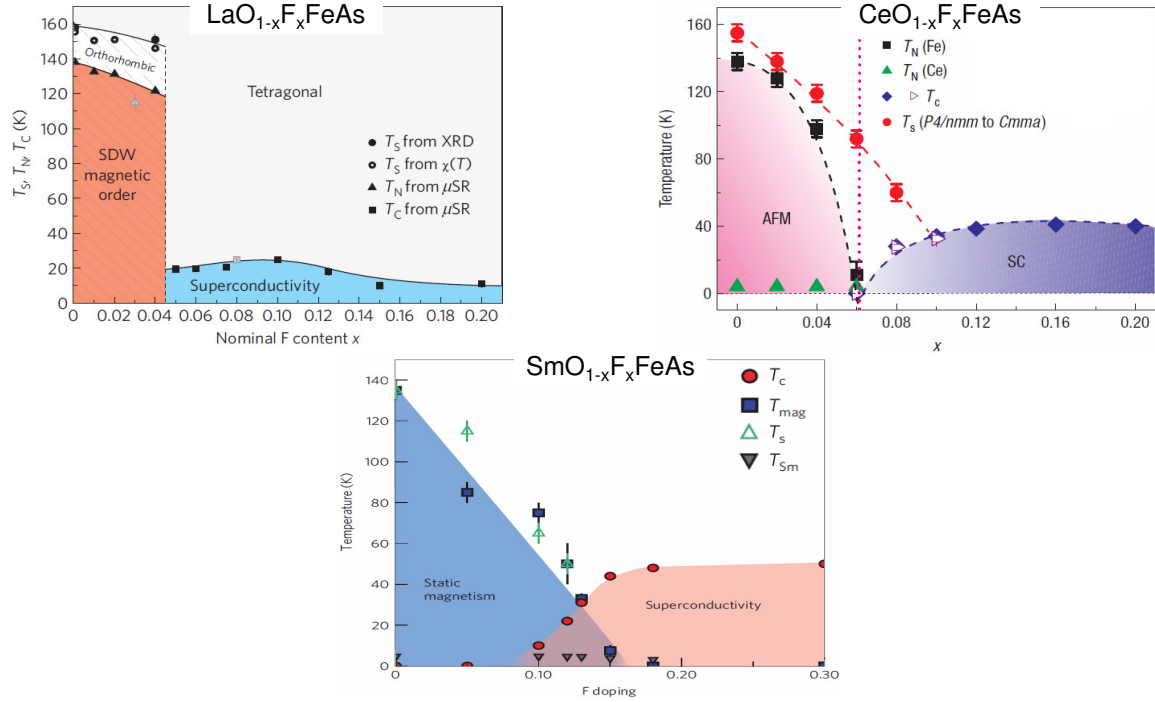 LaO1-xFxFeAs
160
140
120
100
80
60
40
20
0
TS, TN, TC (K)
Orthorhombic
SDW
magnetic
order
Tetragonal
TS from XRD
TS from χ(T)
TN from μSR
TC from μSR
Superconductivity
0.00 0.02 0.04 0.06 0.08 0.10 0.12 0.14 0.16 0.18 0.20
Nominal F content x
CeO1-xFxFeAs
160
120
80
40
0
Temperature (K)
TN (Fe)
TN (Ce)
Tc
Ts (P4/nmm to Cmma)
AFM
SC
0 0.04 0.08 0.12 0.16 0.20
x
SmO1-xFxFeAs
140
120
100
80
60
40
20
0
Temperature (K)
Tc
Tmag
Ts
TSm
Static
magnetism
Superconductivity
0 0.10 0.20 0.30
F doping